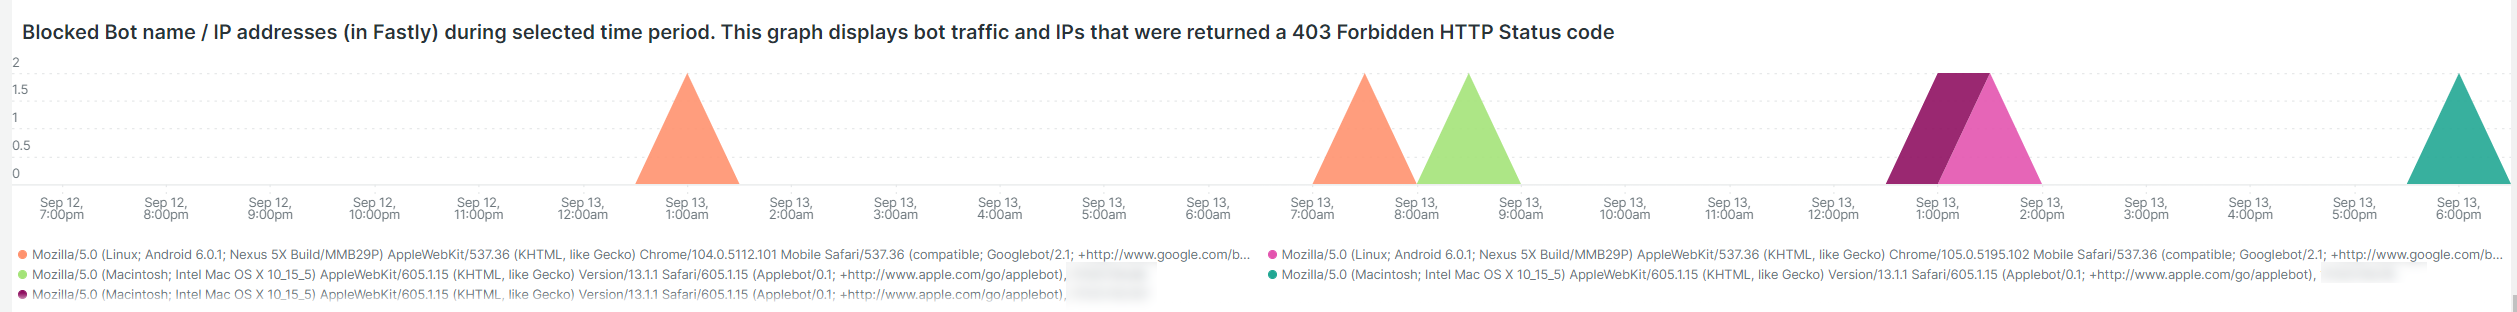 Blocked Bot name / IP addresses (in Fastly) during selected time period. This graph displays bot traffic and IPs that were returned a 403 Forbidden HTTP Status code
2
1.5
1
0.5
0
Sep 12, 7:00pm
Sep 12, 8:00pm
Sep 12, 9:00pm
Sep 12, 10:00pm
Sep 12, 11:00pm
Sep 13, 12:00am
Sep 13, 1:00am
Sep 13, 2:00am
Sep 13, 3:00am
Sep 13, 4:00am
Sep 13, 5:00am
Sep 13, 6:00am
Sep 13, 7:00am
Sep 13, 8:00am
Sep 13, 9:00am
Sep 13, 10:00am
Sep 13, 11:00am
Sep 13, 12:00pm
Sep 13, 1:00pm
Sep 13, 2:00pm
Sep 13, 3:00pm
Sep 13, 4:00pm
Sep 13, 5:00pm
Sep 13, 6:00pm
Mozilla/5.0 (Linux; Android 6.0.1; Nexus 5X Build/MMB29P) AppleWebKit/537.36 (KHTML, like Gecko) Chrome/104.0.5112.101 Mobile Safari/537.36 (compatible; Googlebot/2.1; +http://www.google.com/b...
Mozilla/5.0 (Linux; Android 6.0.1; Nexus 5X Build/MMB29P) AppleWebKit/537.36 (KHTML, like Gecko) Chrome/105.0.5195.102 Mobile Safari/537.36 (compatible; Googlebot/2.1; +http://www.google.com/b...
Mozilla/5.0 (Macintosh; Intel Mac OS X 10_15_5) AppleWebKit/605.1.15 (KHTML, like Gecko) Version/13.1.1 Safari/605.1.15 (Applebot/0.1; +http://www.apple.com/go/applebot),
Mozilla/5.0 (Macintosh; Intel Mac OS X 10_15_5) AppleWebKit/605.1.15 (KHTML, like Gecko) Version/13.1.1 Safari/605.1.15 (Applebot/0.1; +http://www.apple.com/go/applebot),
Mozilla/5.0 (Macintosh; Intel Mac OS X 10_15_5) AppleWebKit/605.1.15 (KHTML, like Gecko) Version/13.1.1 Safari/605.1.15 (Applebot/0.1; +http://www.apple.com/go/applebot),